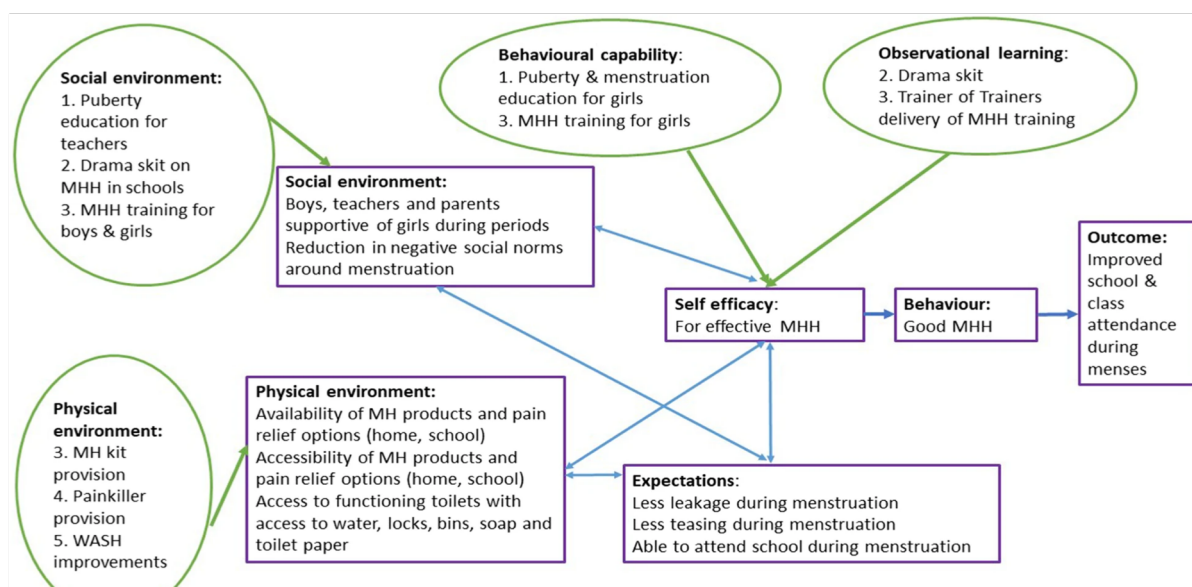 Social environment:
1. Puberty
education for
teachers
2. Drama skit on
MHH in schools
3. MHH training for
boys & girls
Behavioural capability:
1. Puberty & menstruation
education for girls
3. MHH training for girls
Observational learning:
2. Drama skit
3. Trainer of Trainers
delivery of MHH training
Social environment:
Boys, teachers and parents
supportive of girls during periods
Reduction in negative social norms
around menstruation
Self efficacy:
For effective MHH
Behaviour:
Good MHH
Outcome:
Improved
school &
class
attendance
during
menses
Physical
environment:
3. MH kit
provision
4. Painkiller
provision
5. WASH
improvements
Physical environment:
Availability of MH products and pain
relief options (home, school)
Accessibility of MH products and
pain relief options (home, school)
Access to functioning toilets with
access to water, locks, bins, soap and
toilet paper
Expectations:
Less leakage during menstruation
Less teasing during menstruation
Able to attend school during menstruation